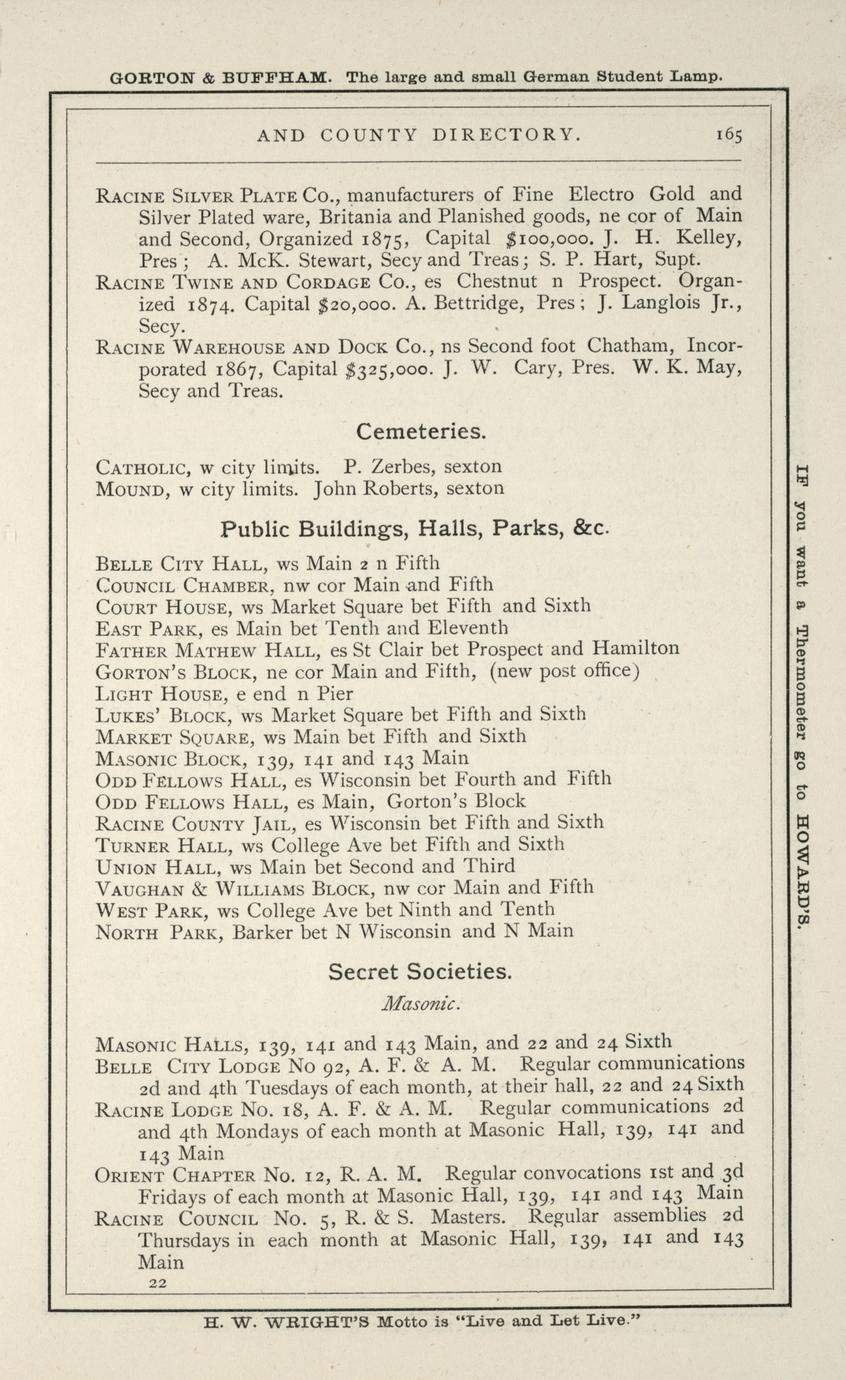 GORTON & BUFFHAM. The large and small German Student Lamp.
AND COUNTY DIRECTORY. 165
RACINE SILVER PLATE CO., manufacturers of Fine Electro Gold and
Silver Plated ware, Britania and Planished goods, ne cor of Main
and Second, Organized 1875, Capital $100,000. J. H. Kelley,
Pres; A. McK. Stewart, Secy and Treas; S. P. Hart, Supt.
RACINE TWINE AND CORDAGE CO., es Chestnut n Prospect. Organ-
ized 1874. Capital $20,000. A. Bettridge, Pres; J. Langlois Jr.,
Secy.
RACINE WAREHOUSE AND DOCK CO., ns Second foot Chatham, Incor-
porated 1867, Capital $325,000. J. W. Cary, Pres. W. K. May,
Secy and Treas.
Cemeteries.
CATHOLIC, w city limits. P. Zerbes, sexton
MOUND, w city limits. John Roberts, sexton
Public Buildings, Halls, Parks, &c.
BELLE CITY HALL, ws Main 2 n Fifth
COUNCIL CHAMBER, nw cor Main and Fifth
COURT HOUSE, ws Market Square bet Fifth and Sixth
EAST PARK, es Main bet Tenth and Eleventh
FATHER MATHEW HALL, es St Clair bet Prospect and Hamilton
GORTON'S BLOCK, ne cor Main and Fifth, (new post office)
LIGHT HOUSE, e end n Pier
LUKES' BLOCK, ws Market Square bet Fifth and Sixth
MARKET SQUARE, ws Main bet Fifth and Sixth
MASONIC BLOCK, 139, 141 and 143 Main
ODD FELLOWS HALL, es Wisconsin bet Fourth and Fifth
ODD FELLOWS HALL, es Main, Gorton's Block
RACINE COUNTY JAIL, es Wisconsin bet Fifth and Sixth
TURNER HALL, ws College Ave bet Fifth and Sixth
UNION HALL, ws Main bet Second and Third
VAUGHAN & WILLIAMS BLOCK, nw cor Main and Fifth
WEST PARK, ws College Ave bet Ninth and Tenth
NORTH PARK, Barker bet N Wisconsin and N Main
Secret Societies.
Masonic.
MASONIC HALLS, 139, 141 and 143 Main, and 22 and 24 Sixth
BELLE CITY LODGE NO 92, A. F. & A. M. Regular communications
2d and 4th Tuesdays of each month, at their hall, 22 and 24 Sixth
RACINE LODGE NO. 18, A. F. & A. M. Regular communications 2d
and 4th Mondays of each month at Masonic Hall, 139, 141 and
143 Main
ORIENT CHAPTER NO. 12, R. A. M. Regular convocations 1st and 3d
Fridays of each month at Masonic Hall, 139, 141 and 143 Main
RACINE COUNCIL NO. 5, R. & S. Masters. Regular assemblies 2d
Thursdays in each month at Masonic Hall, 139, 141 and 143
Main
22
H. W. WRIGHT'S Motto is "Live and Let Live."
IF you want a Thermometer go to HOWARD'S.